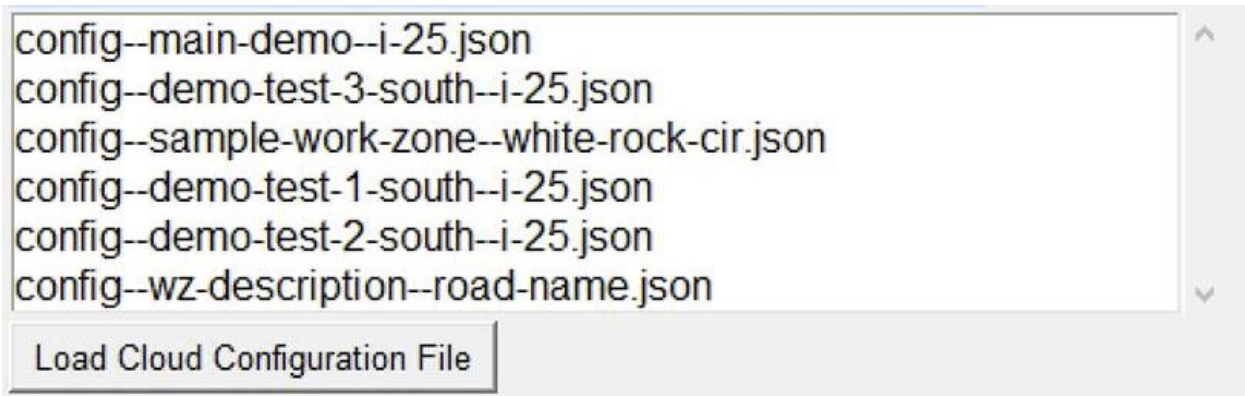 config--main-demo--i-25.json
config--demo-test-3-south--i-25.json
config--sample-work-zone--white-rock-cir.json
config--demo-test-1-south--i-25.json
config--demo-test-2-south--i-25.json
config--wz-description--road-name.json
Load Cloud Configuration File